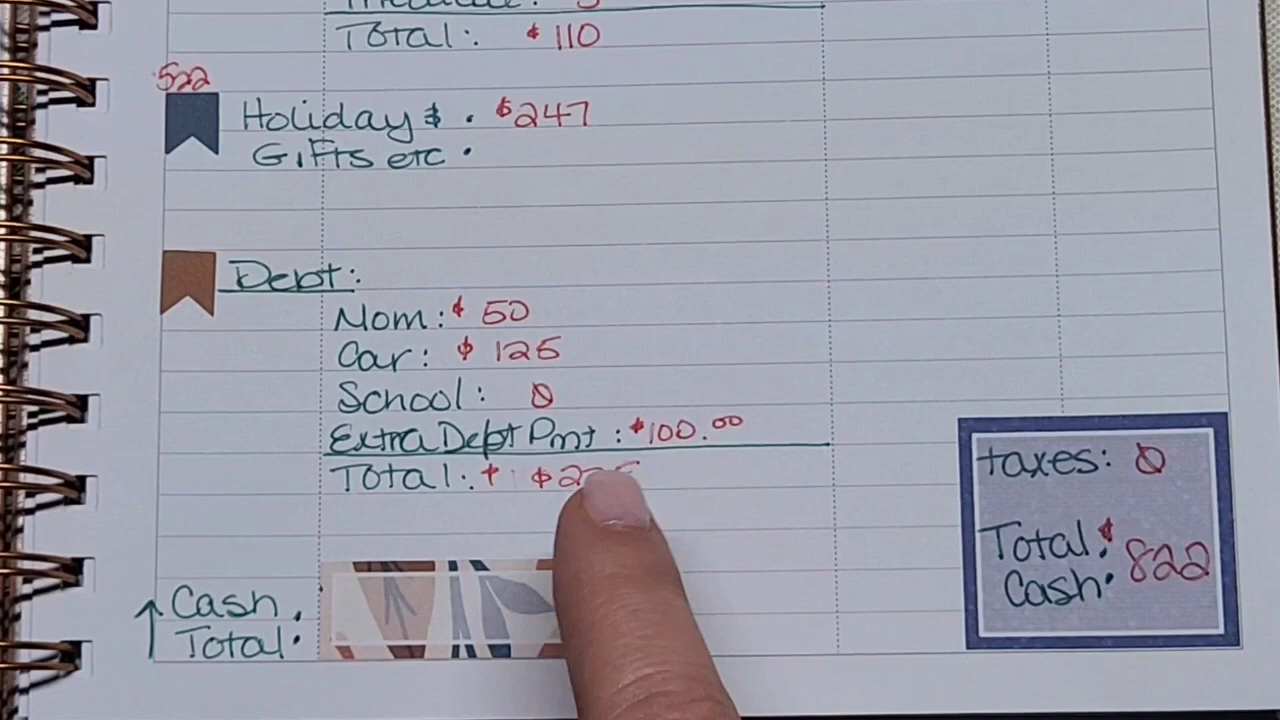 Total: $110
522
Holiday $ : $247
Gifts etc
Debt:
Mom: $50
Car: $125
School: 0
Extra Debt Pmt: $100.00
Total: $
taxes: 0
Total $822
Cash:
Cash
Total: